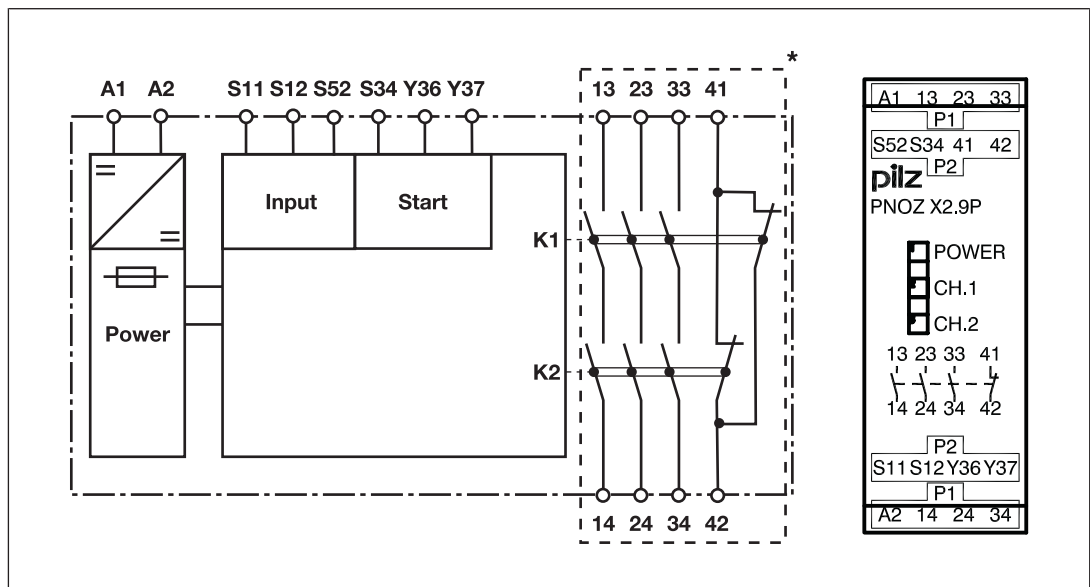 *
A1 A2 S11 S12 S52 S34 Y36 Y37 13 23 33 41
Input Start
K1
Power
K2
14 24 34 42
A1 13 23 33
P1
S52 S34 41 42
P2
pilz
PNOZ X2.9P
POWER
CH.1
CH.2
13 23 33 41
14 24 34 42
P2
S11 S12 Y36 Y37
P1
A2 14 24 34